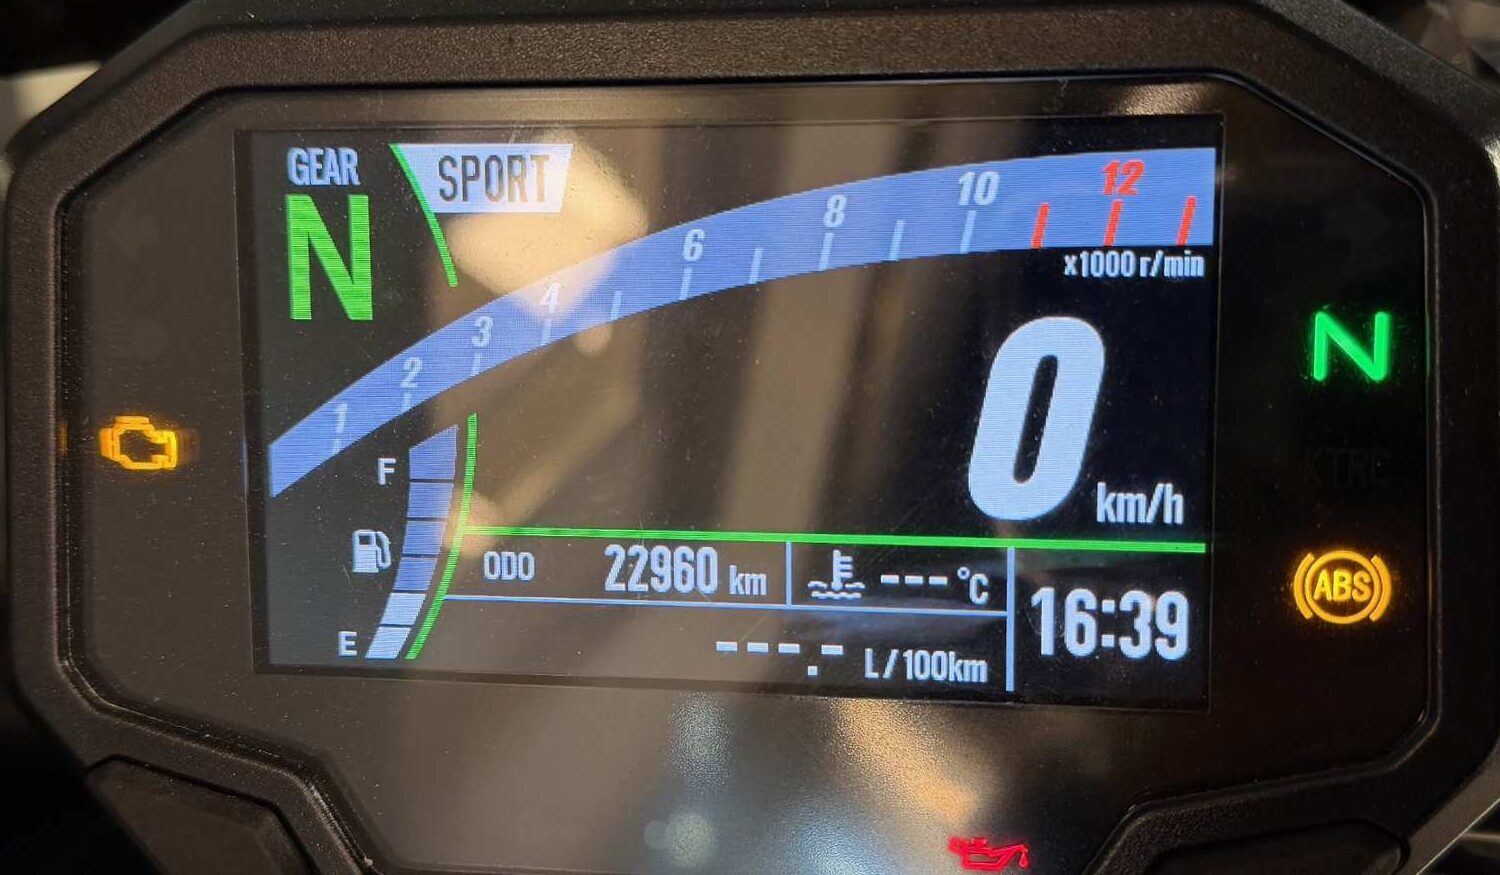 GEAR
SPORT
N
1 2 3 4 6 8 10 12
x1000 r/min
N
0
km/h
F
KTRC
ODO 22960 km
---°C
16:39
ABS
E
----.- L/100km